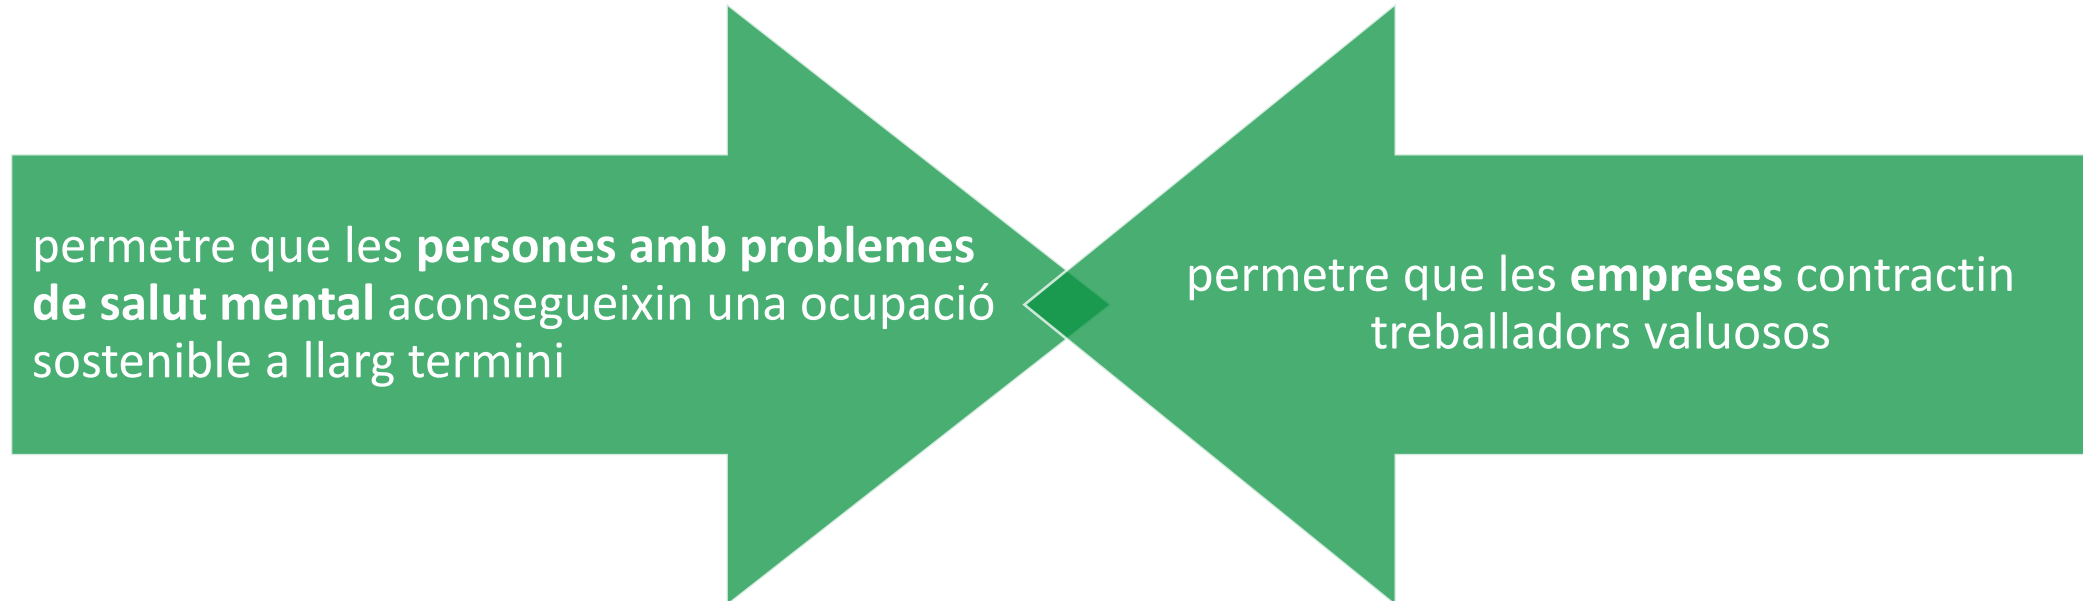 permetre que les persones amb problemes
de salut mental aconsegueixin una ocupació
sostenible a llarg termini
permetre que les empreses contractin
treballadors valuosos